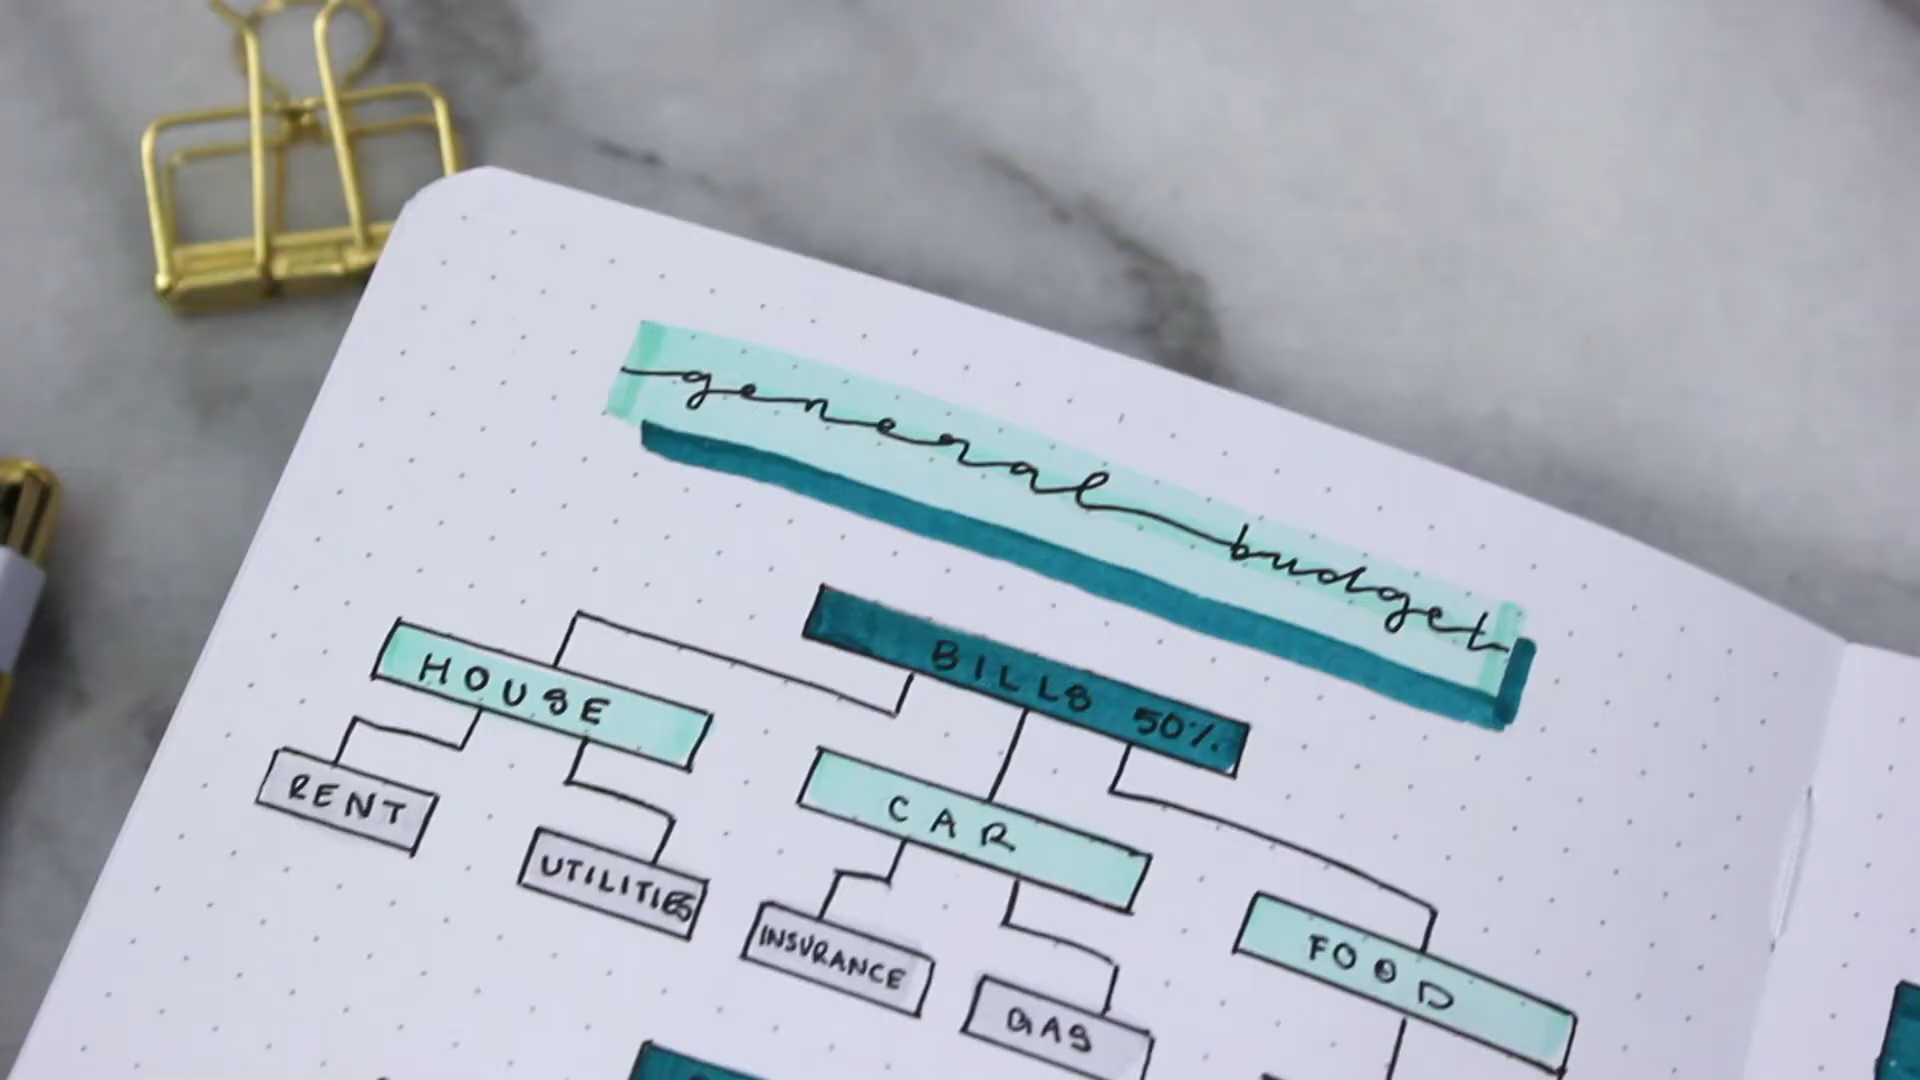 general budget
BILLS 50%
HOUSE
CAR
FOOD
RENT
UTILITIES
INSURANCE
GAS